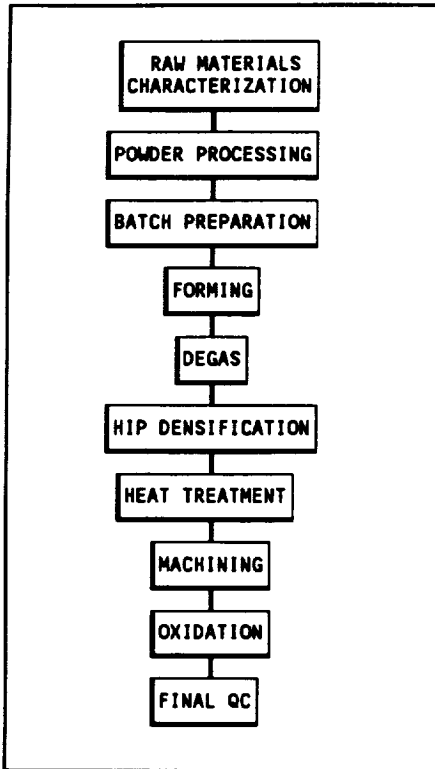 RAW MATERIALS
CHARACTERIZATION
POWDER PROCESSING
BATCH PREPARATION
FORMING
DEGAS
HIP DENSIFICATION
HEAT TREATMENT
MACHINING
OXIDATION
FINAL QC